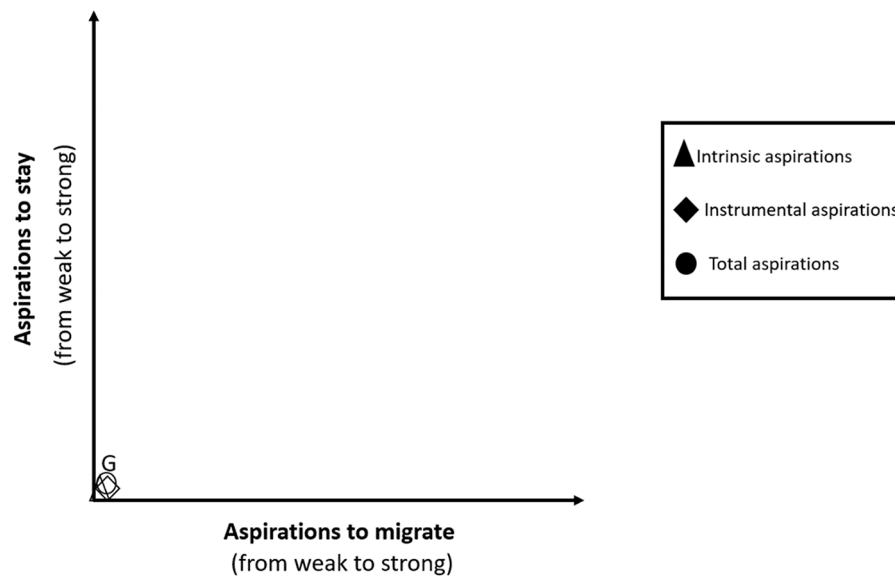 Aspirations to stay
(from weak to strong)
Intrinsic aspirations
Instrumental aspirations
Total aspirations
G
Aspirations to migrate
(from weak to strong)